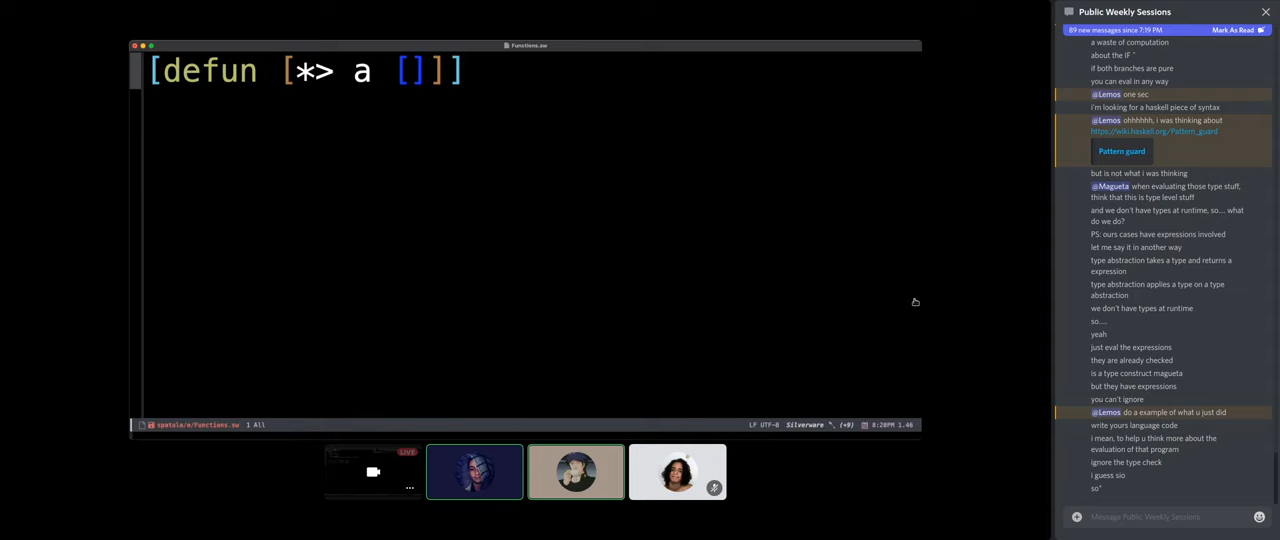 Functions.sw
[defun [*> a []]]
spatola/e/Functions.sw 1 All
LF UTF-8 Silverware (+9) 8:20PM 1.46
LIVE
Public Weekly Sessions
89 new messages since 7:19 PM
Mark As Read
a waste of computation
about the IF ^
if both branches are pure
you can eval in any way
@Lemos one sec
i'm looking for a haskell piece of syntax
@Lemos ohhhhhh, i was thinking about
https://wiki.haskell.org/Pattern_guard
Pattern guard
but is not what i was thinking
@Magueta when evaluating those type stuff,
think that this is type level stuff
and we don't have types at runtime, so.... what
do we do?
PS: ours cases have expressions involved
let me say it in another way
type abstraction takes a type and returns a
expression
type abstraction applies a type on a type
abstraction
we don't have types at runtime
so....
yeah
just eval the expressions
they are already checked
is a type construct magueta
but they have expressions
you can't ignore
@Lemos do a example of what u just did
write yours language code
i mean, to help u think more about the
evaluation of that program
ignore the type check
i guess sio
so*
Message Public Weekly Sessions